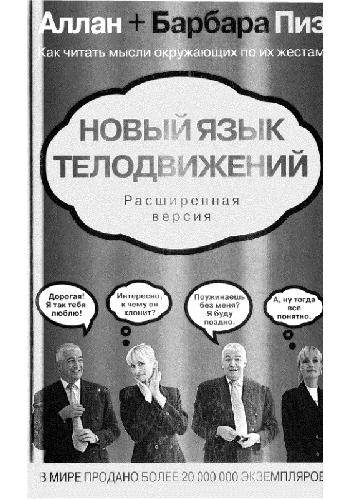 Аллан + Барбара Пиз
Как читать мысли окружающих по их жестам
НОВЫЙ ЯЗЫК
ТЕЛОДВИЖЕНИЙ
Расширенная
версия
Дорогая!
Я так тебя
люблю!
Интересно,
к чему он
клонит?
Поужинаешь
без меня?
Я буду
поздно.
А, ну тогда
все
понятно.
В МИРЕ ПРОДАНО БОЛЕЕ 20 000 000 ЭКЗЕМПЛЯРОВ